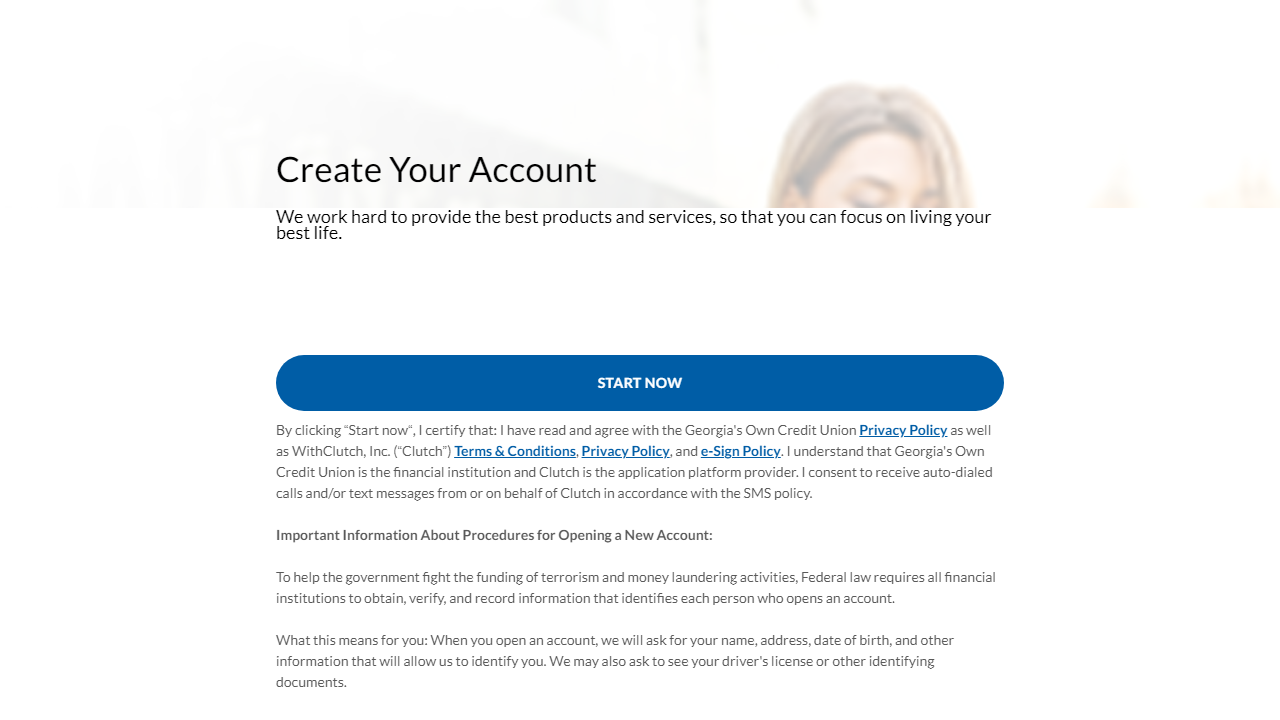 Create Your Account
We work hard to provide the best products and services, so that you can focus on living your
best life.
START NOW
By clicking “Start now“, I certify that: I have read and agree with the Georgia's Own Credit Union Privacy Policy as well
as WithClutch, Inc. (“Clutch”) Terms & Conditions, Privacy Policy, and e-Sign Policy. I understand that Georgia's Own
Credit Union is the financial institution and Clutch is the application platform provider. I consent to receive auto-dialed
calls and/or text messages from or on behalf of Clutch in accordance with the SMS policy.
Important Information About Procedures for Opening a New Account:
To help the government fight the funding of terrorism and money laundering activities, Federal law requires all financial
institutions to obtain, verify, and record information that identifies each person who opens an account.
What this means for you: When you open an account, we will ask for your name, address, date of birth, and other
information that will allow us to identify you. We may also ask to see your driver's license or other identifying
documents.